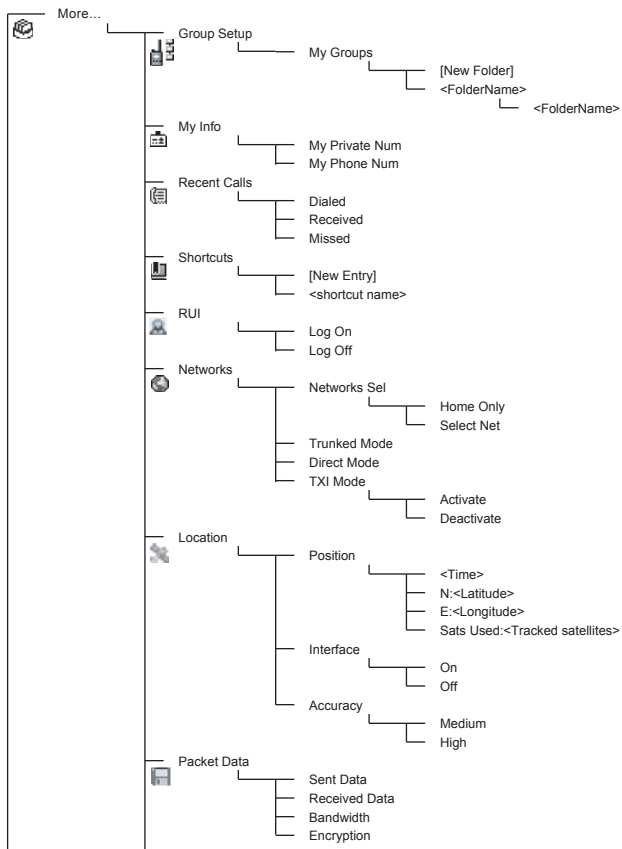 More...
Group Setup
My Groups
[New Folder]
<FolderName>
<FolderName>
My Info
My Private Num
My Phone Num
Recent Calls
Dialed
Received
Missed
Shortcuts
[New Entry]
<shortcut name>
RUI
Log On
Log Off
Networks
Networks Sel
Home Only
Select Net
Trunked Mode
Direct Mode
TXI Mode
Activate
Deactivate
Location
Position
<Time>
N:<Latitude>
E:<Longitude>
Sats Used:<Tracked satellites>
Interface
On
Off
Accuracy
Medium
High
Packet Data
Sent Data
Received Data
Bandwidth
Encryption